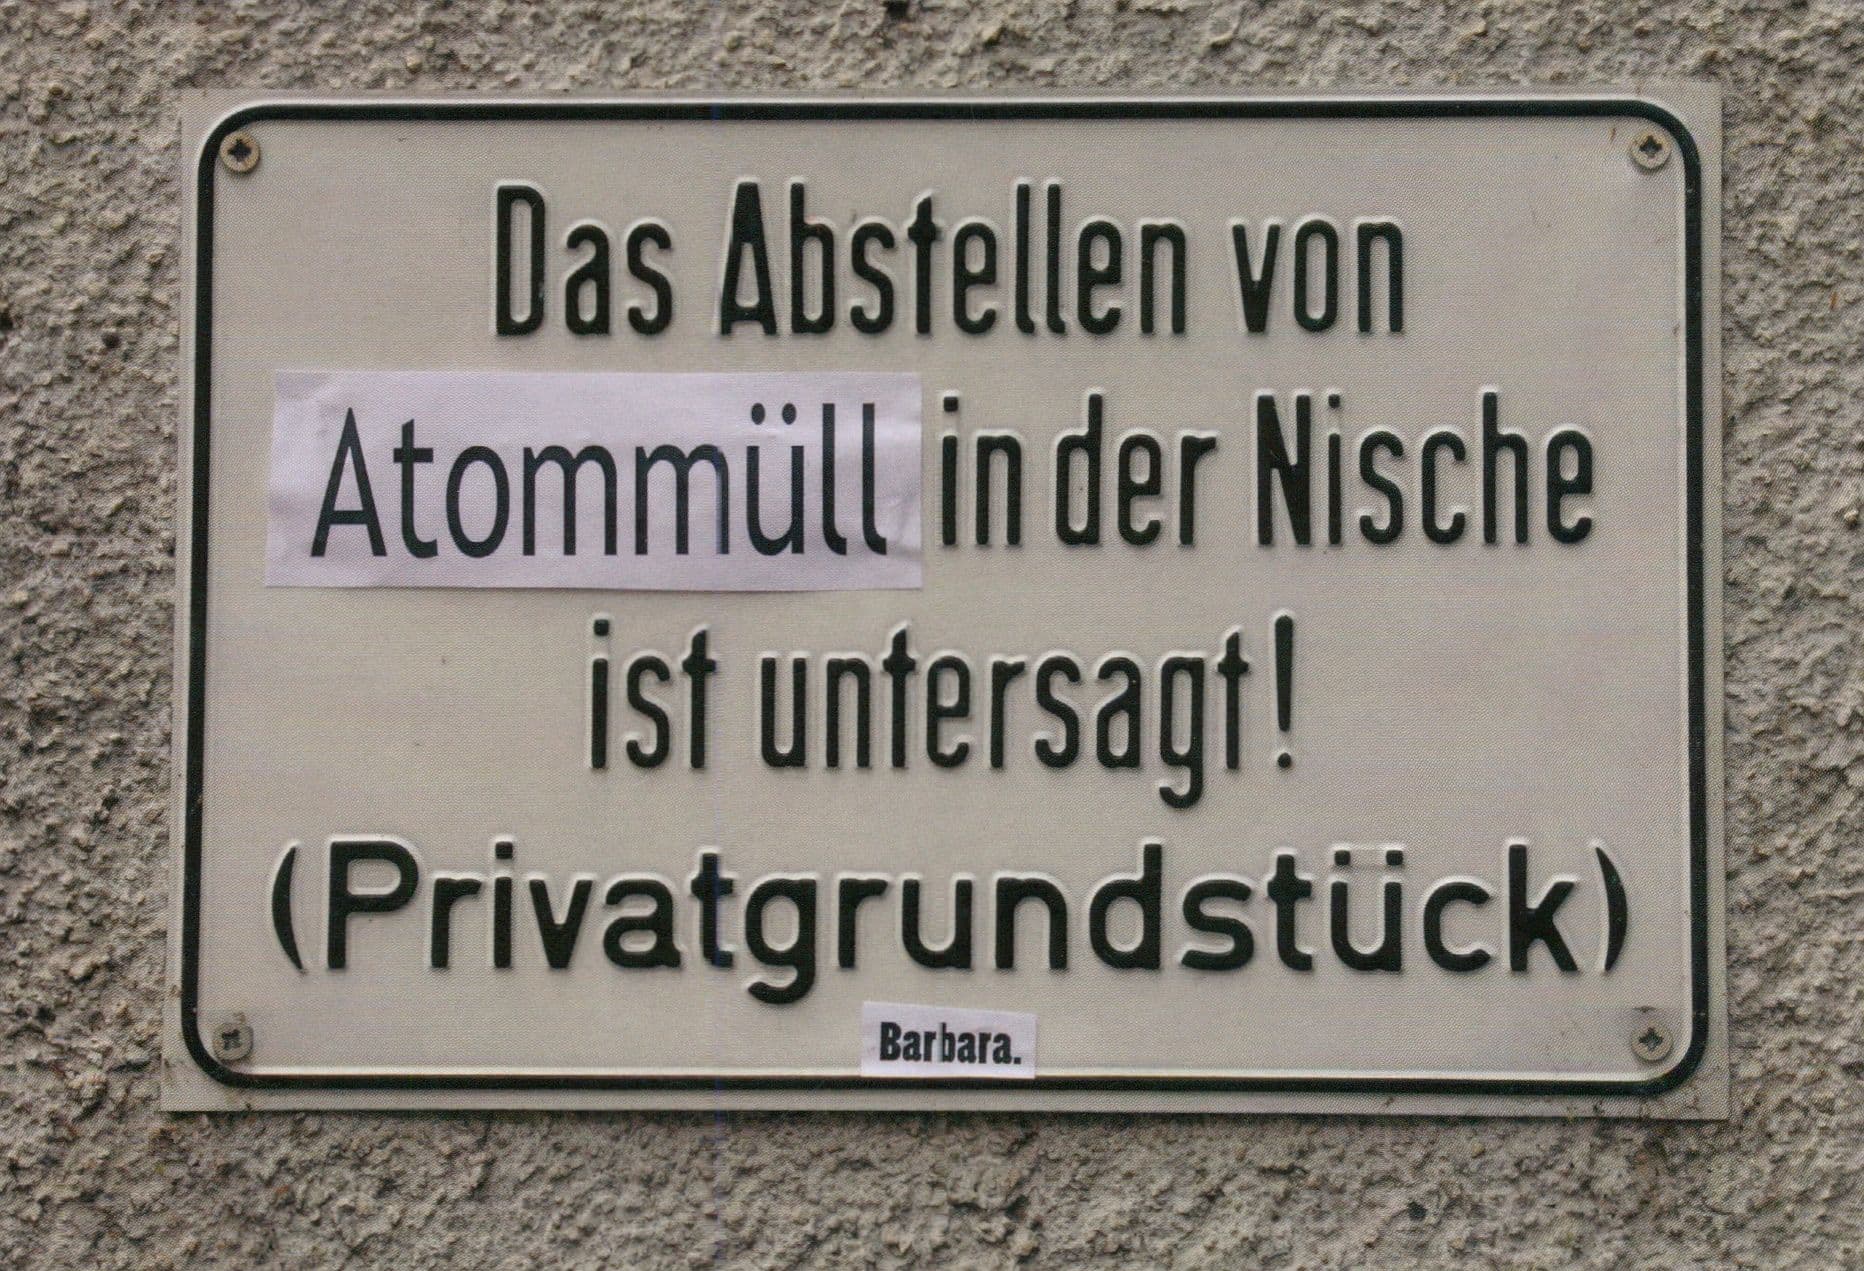 Das Abstellen von
Atommüll in der Nische
ist untersagt!
(Privatgrundstück)
Barbara.